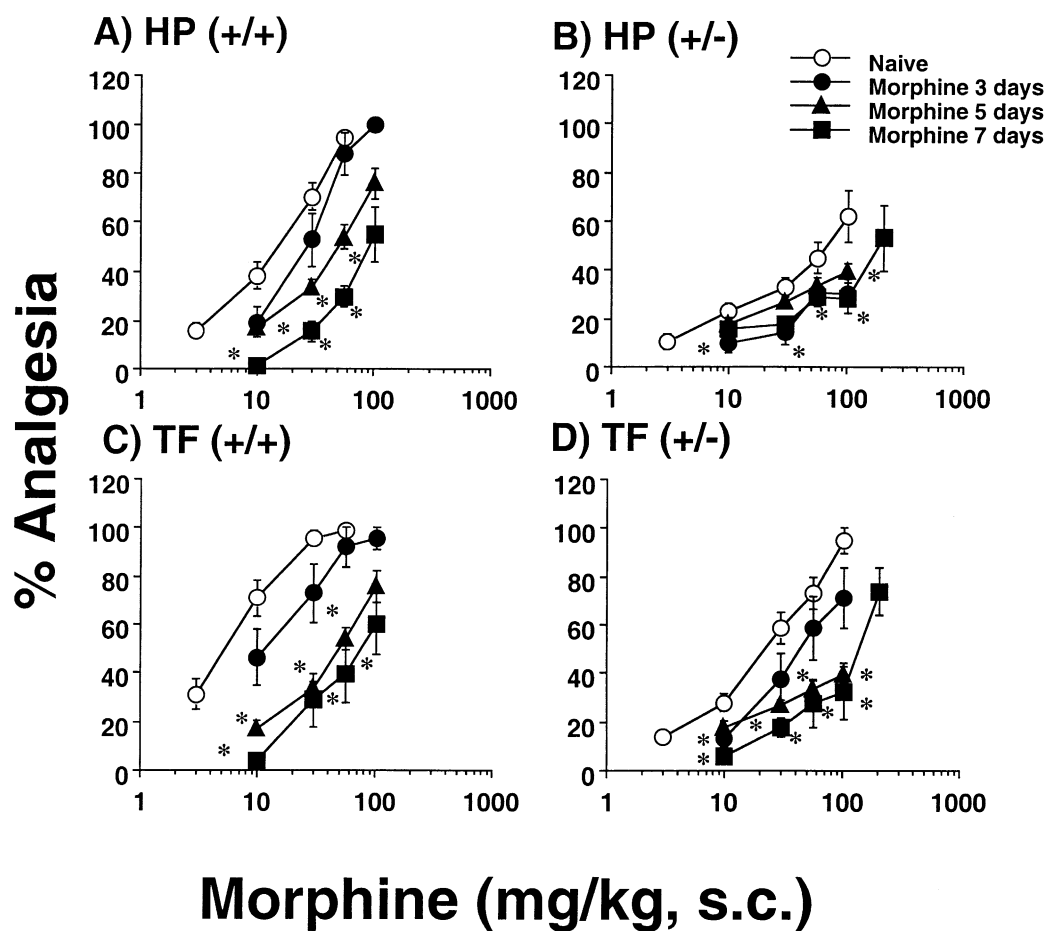 A) HP (+/+)
B) HP (+/-)
Naive
Morphine 3 days
Morphine 5 days
Morphine 7 days
120
100
80
60
40
20
0
1 10 100 1000
120
100
80
60
40
20
0
1 10 100 1000
% Analgesia
C) TF (+/+)
D) TF (+/-)
120
100
80
60
40
20
0
1 10 100 1000
120
100
80
60
40
20
0
1 10 100 1000
Morphine (mg/kg, s.c.)